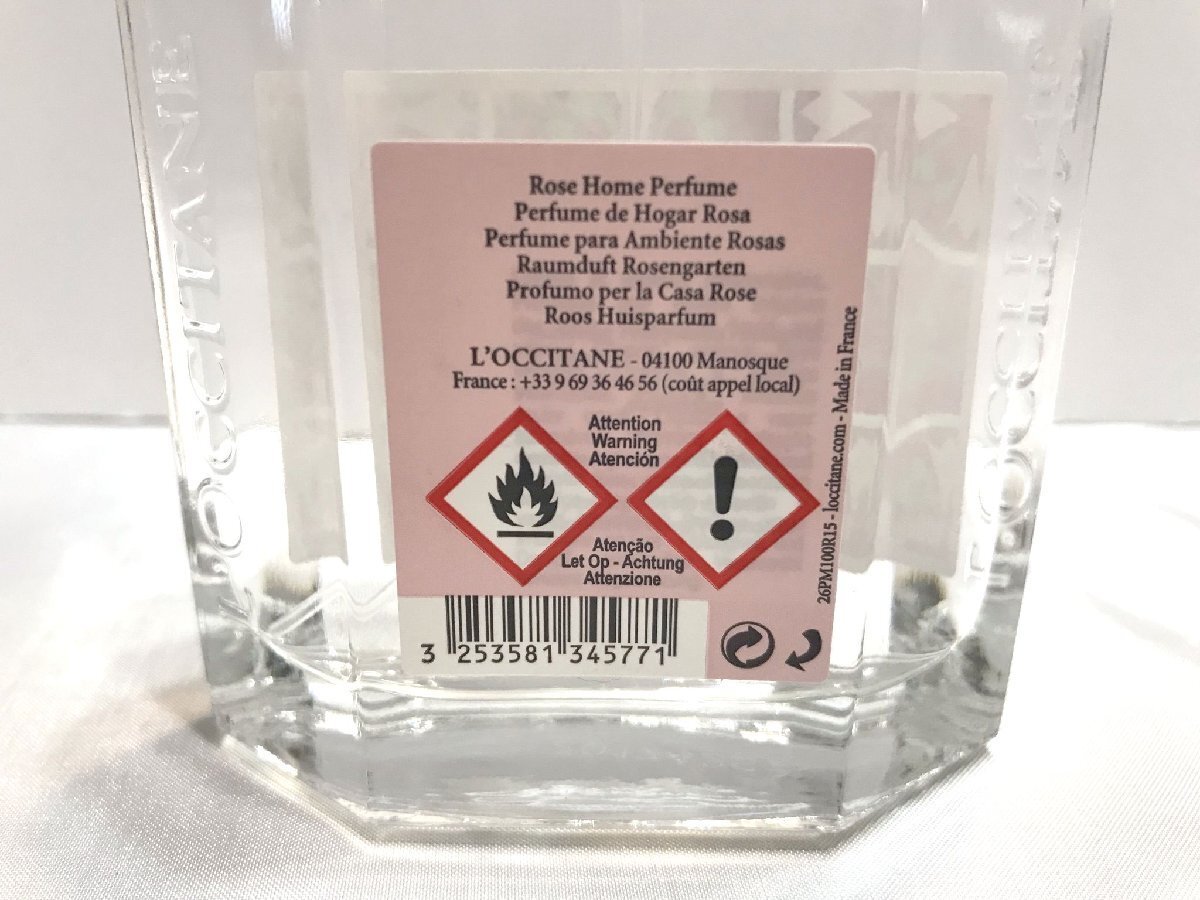 L'OCCITANE
Rose Home Perfume
Perfume de Hogar Rosa
Perfume para Ambiente Rosas
Raumduft Rosengarten
Profumo per la Casa Rose
Roos Huisparfum
L'OCCITANE - 04100 Manosque
France : +33 9 69 36 46 56 (coût appel local)
Attention
Warning
Atención
Atenção
Let Op - Achtung
Attenzione
26PM100R15 - loccitane.com - Made in France
3 253581 345771
L'OCCITANE